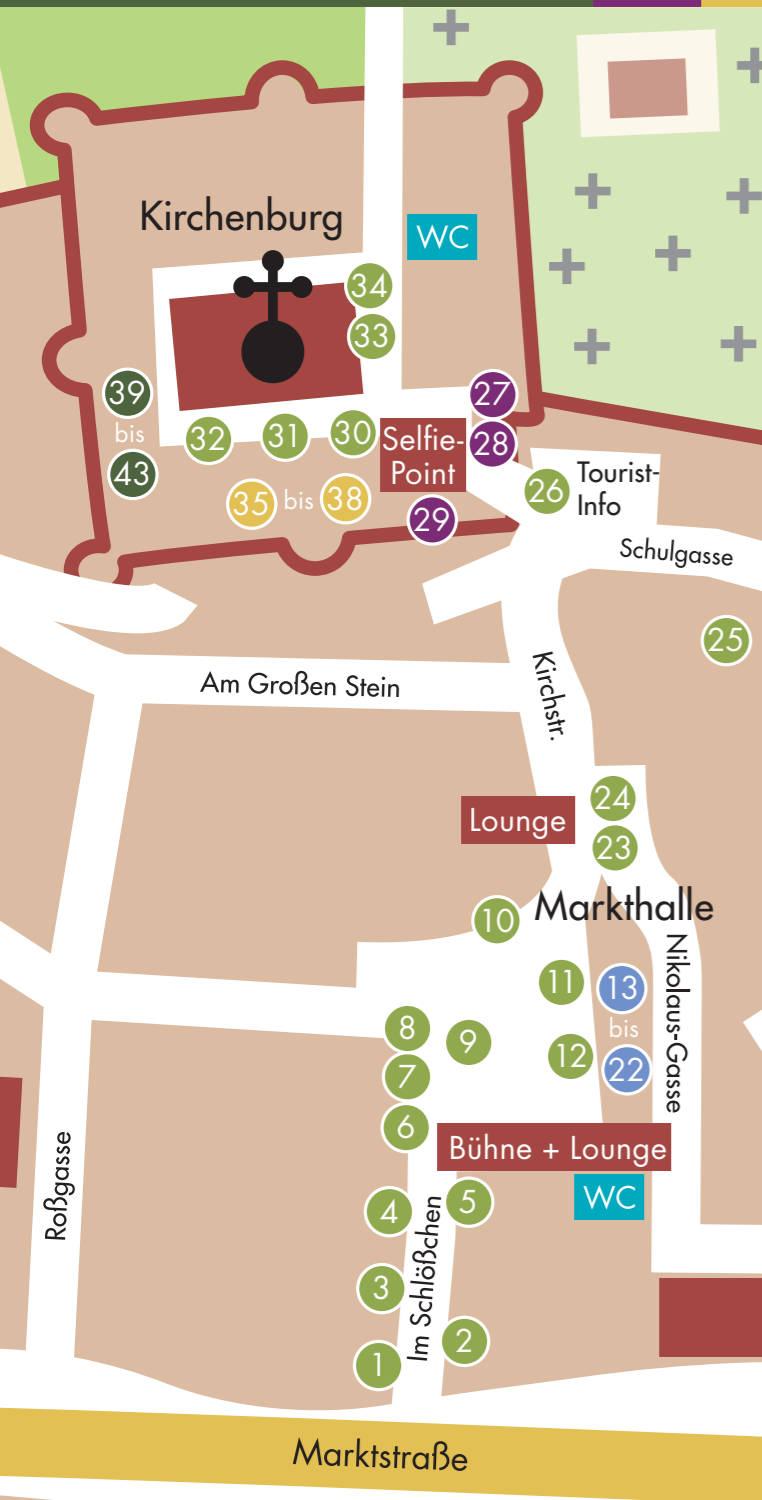 Kirchenburg
WC
34
33
39
bis
43
32
31
30
Selfie-
Point
27
28
35 bis 38
29
26
Tourist-
Info
Schulgasse
25
Am Großen Stein
Kirchstr.
24
23
Lounge
Markthalle
10
11
13
bis
22
12
Nikolaus-Gasse
8
9
7
6
Bühne + Lounge
WC
4
5
3
2
1
Im Schlößchen
Roßgasse
Marktstraße